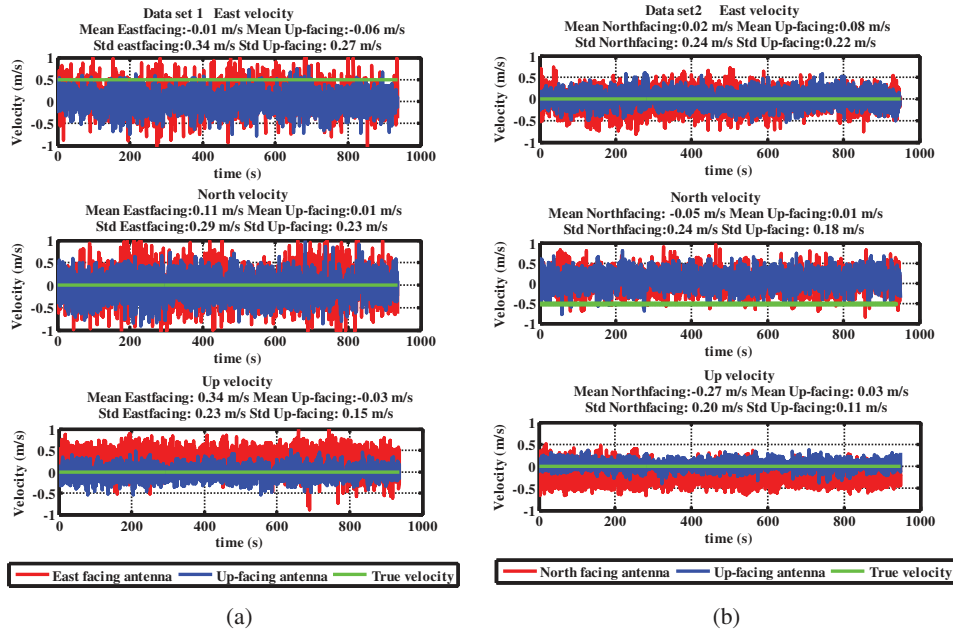 Data set 1 East velocity
Mean Eastfacing:-0.01 m/s Mean Up-facing:-0.06 m/s
Std eastfacing:0.34 m/s Std Up-facing: 0.27 m/s
1
0.5
0
-0.5
-1
Velocity (m/s)
0 200 400 600 800 1000
time (s)
North velocity
Mean Eastfacing:0.11 m/s Mean Up-facing:0.01 m/s
Std Eastfacing:0.29 m/s Std Up-facing: 0.23 m/s
1
0.5
0
-0.5
-1
Velocity (m/s)
0 200 400 600 800 1000
time (s)
Up velocity
Mean Eastfacing: 0.34 m/s Mean Up-facing:-0.03 m/s
Std Eastfacing: 0.23 m/s Std Up-facing: 0.15 m/s
1
0.5
0
-0.5
-1
Velocity (m/s)
0 200 400 600 800 1000
time (s)
East facing antenna Up-facing antenna True velocity
(a)
Data set2 East velocity
Mean Northfacing:0.02 m/s Mean Up-facing:0.08 m/s
Std Northfacing: 0.24 m/s Std Up-facing:0.22 m/s
1
0.5
0
-0.5
-1
Velocity (m/s)
0 200 400 600 800 1000
time (s)
North velocity
Mean Northfacing: -0.05 m/s Mean Up-facing:0.01 m/s
Std Northfacing:0.24 m/s Std Up-facing: 0.18 m/s
1
0.5
0
-0.5
-1
Velocity (m/s)
0 200 400 600 800 1000
time (s)
Up velocity
Mean Northfacing:-0.27 m/s Mean Up-facing: 0.03 m/s
Std Northfacing: 0.20 m/s Std Up-facing:0.11 m/s
1
0.5
0
-0.5
-1
Velocity (m/s)
0 200 400 600 800 1000
time (s)
North facing antenna Up-facing antenna True velocity
(b)